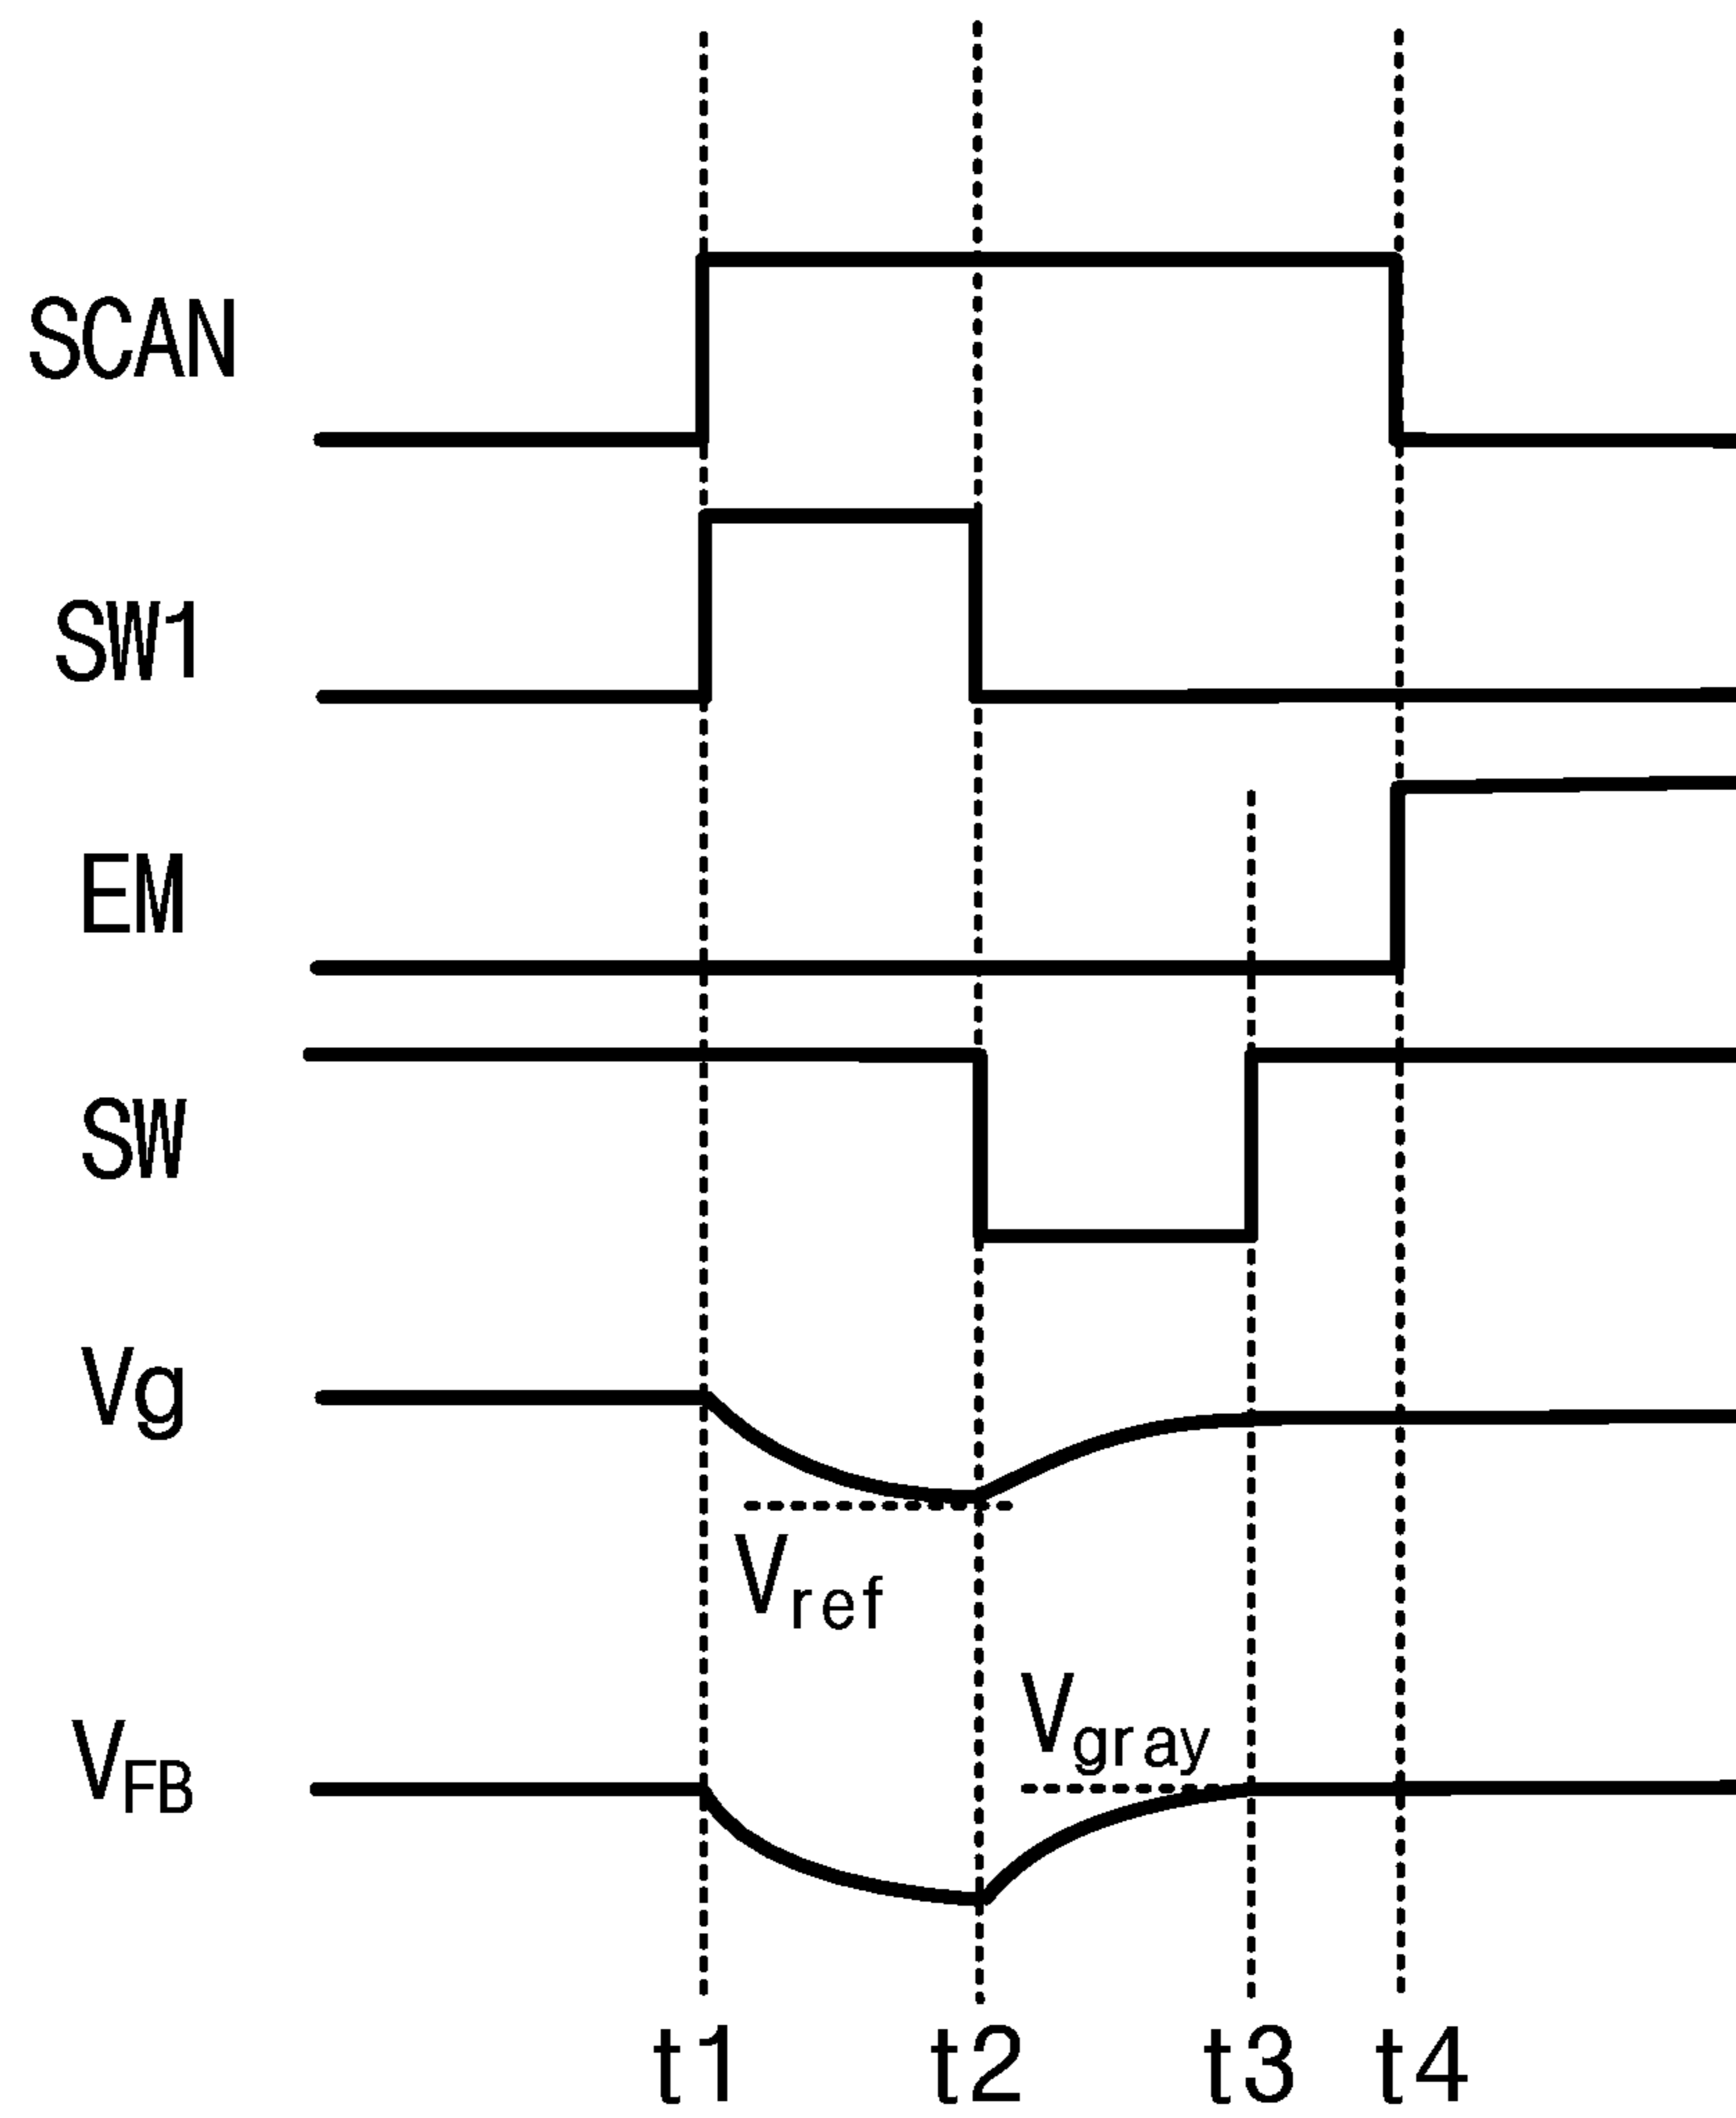 SCAN
SW1
EM
SW
Vg
Vref
Vgray
VFB
t1 t2 t3 t4